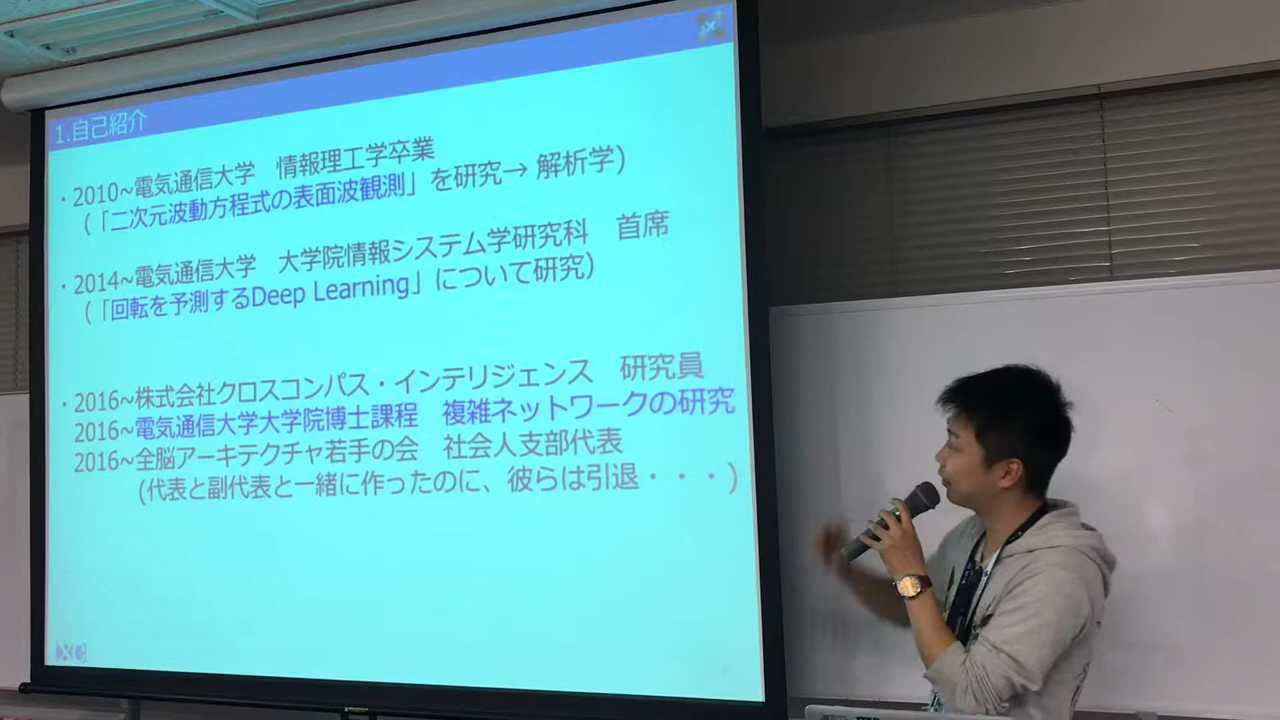 1.自己紹介
・2010~電気通信大学　情報理工学卒業
(「二次元波動方程式の表面波観測」を研究→ 解析学)
・2014~電気通信大学　大学院情報システム学研究科　首席
(「回転を予測するDeep Learning」について研究)
・2016~株式会社クロスコンパス・インテリジェンス　研究員
2016~電気通信大学大学院博士課程　複雑ネットワークの研究
2016~全脳アーキテクチャ若手の会　社会人支部代表
(代表と副代表と一緒に作ったのに、彼らは引退・・・)